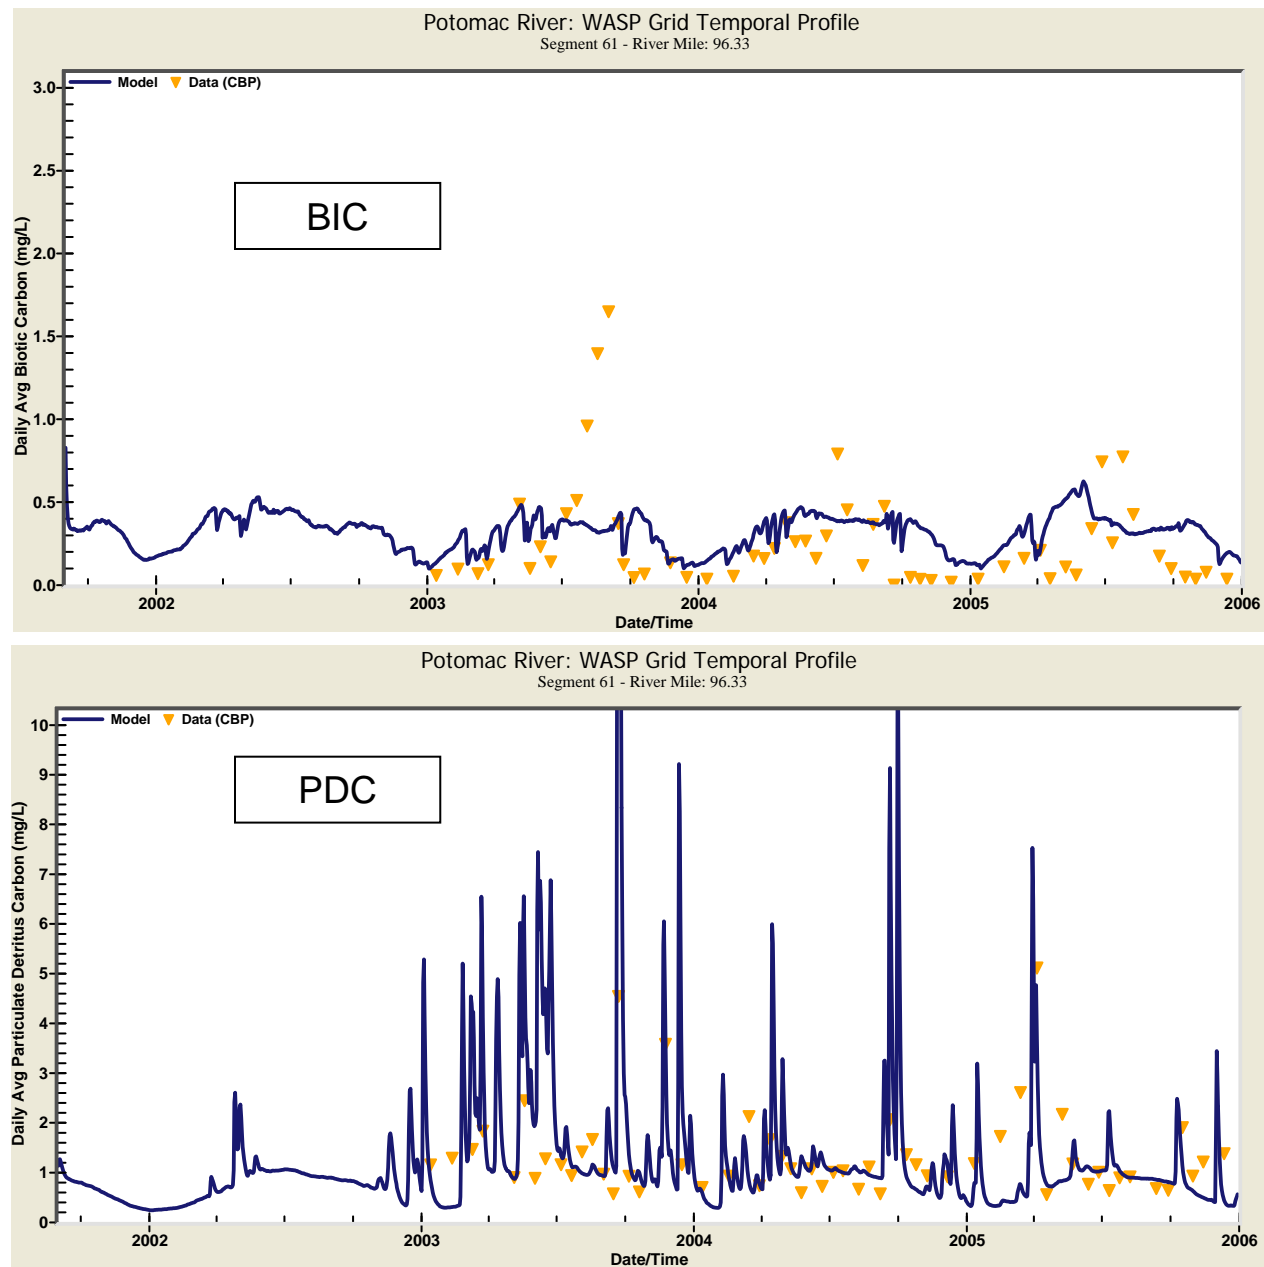 Potomac River: WASP Grid Temporal Profile
Segment 61 - River Mile: 96.33
Model Data (CBP)
BIC
Daily Avg Biotic Carbon (mg/L)
3.0
2.5
2.0
1.5
1.0
0.5
0.0
2002 2003 2004 2005 2006
Date/Time
Potomac River: WASP Grid Temporal Profile
Segment 61 - River Mile: 96.33
Model Data (CBP)
PDC
Daily Avg Particulate Detritus Carbon (mg/L)
10
9
8
7
6
5
4
3
2
1
0
2002 2003 2004 2005 2006
Date/Time